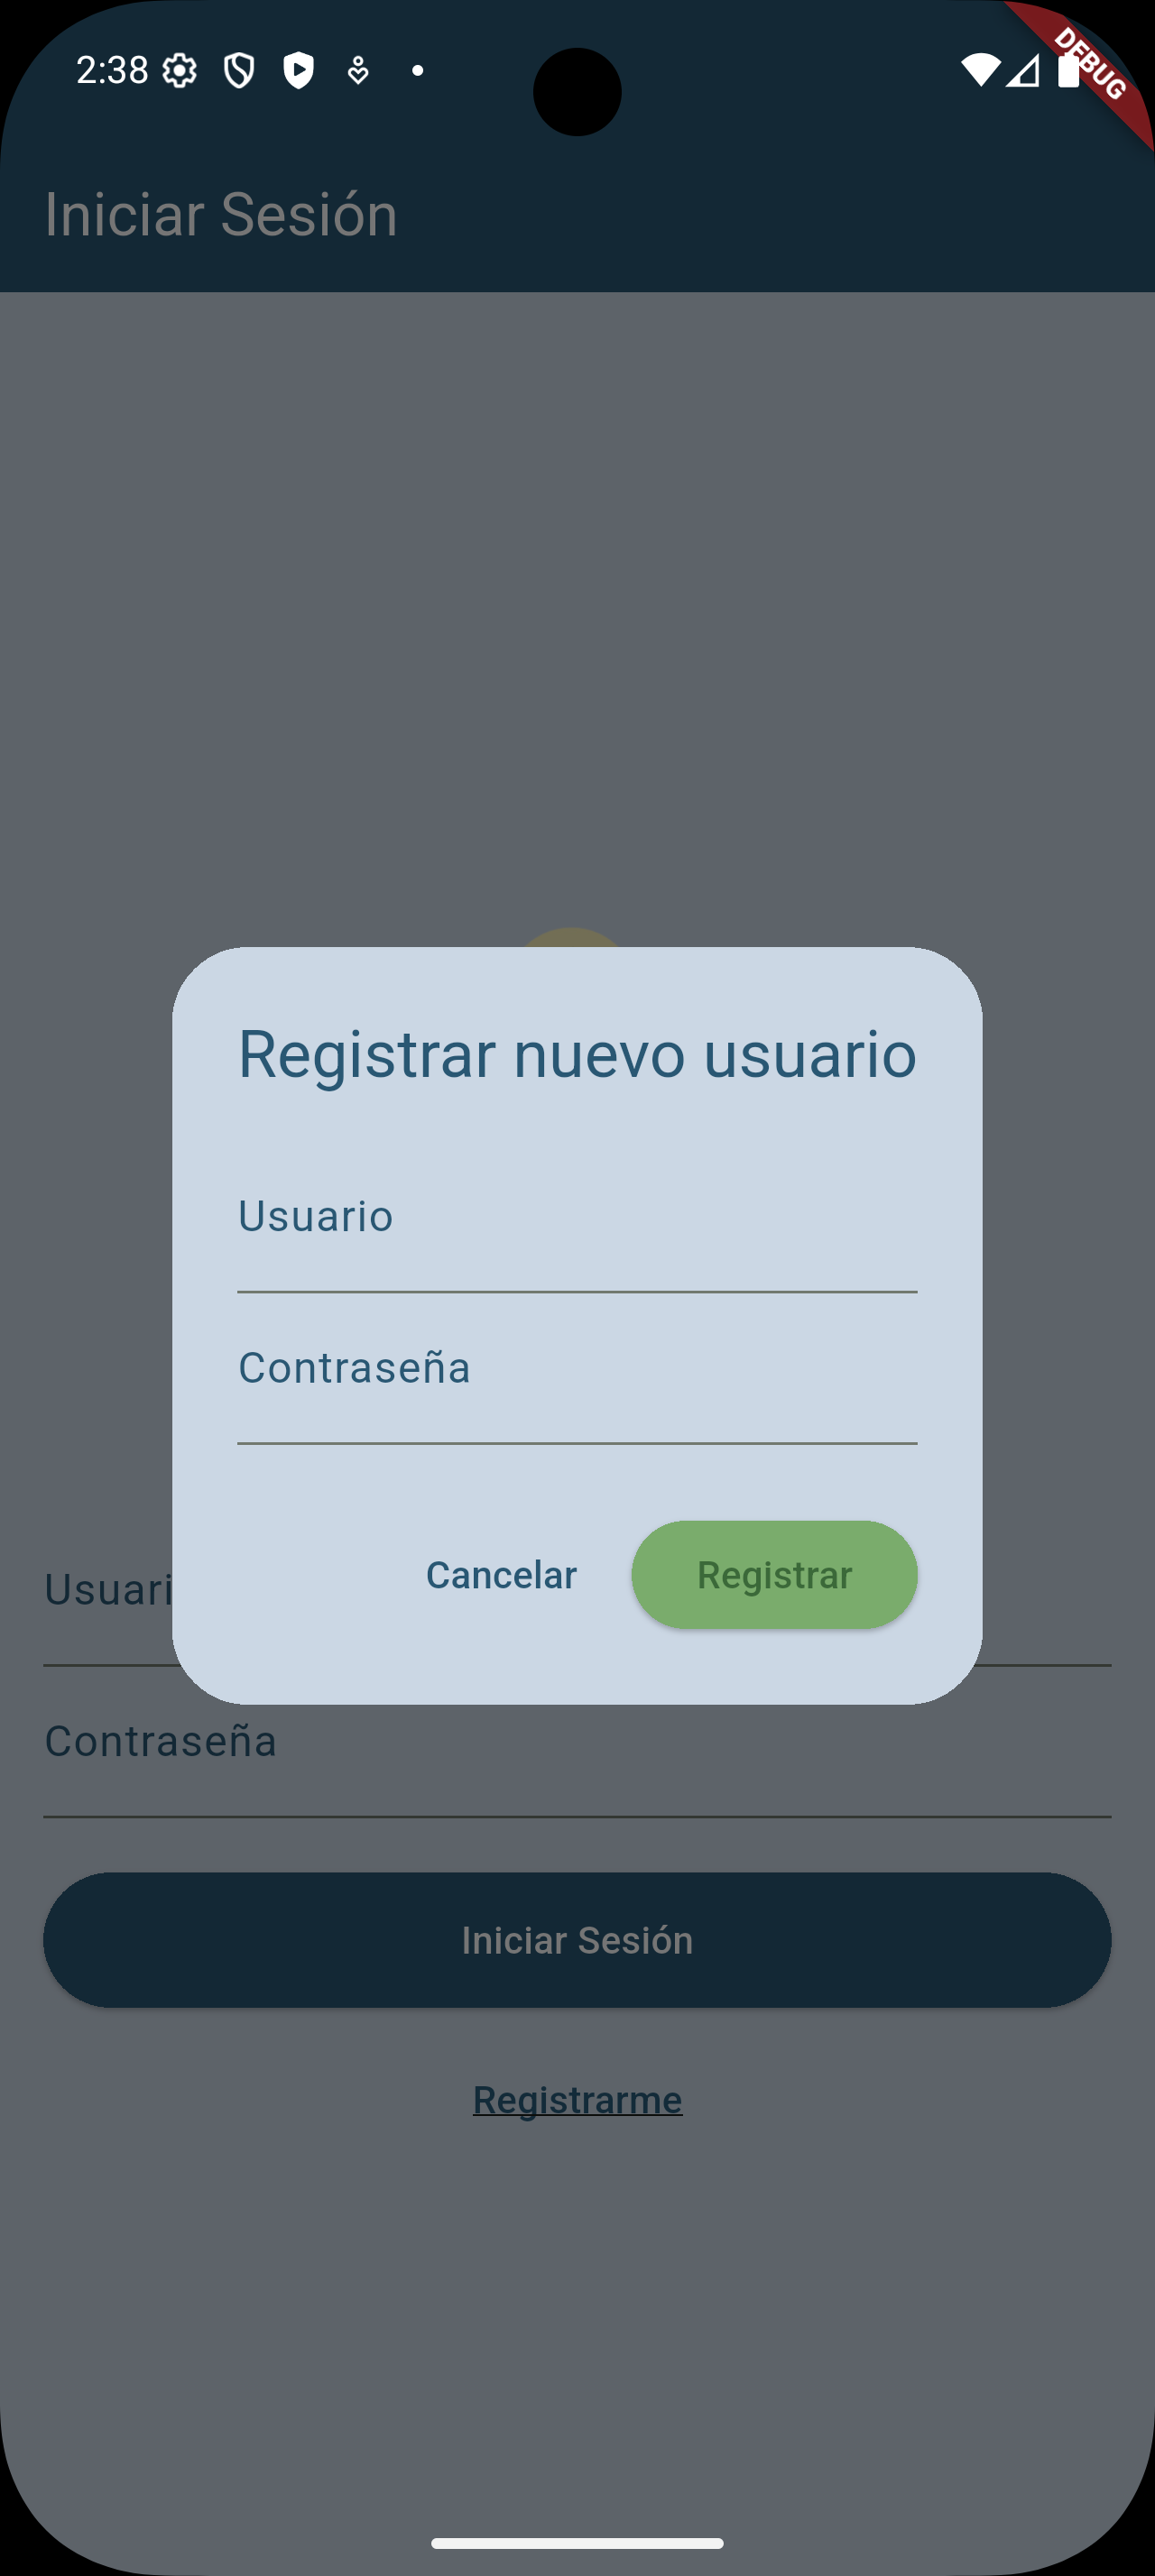 2:38
DEBUG
Iniciar Sesión
Registrar nuevo usuario
Usuario
Contraseña
Cancelar
Registrar
Usuari
Contraseña
Iniciar Sesión
Registrarme